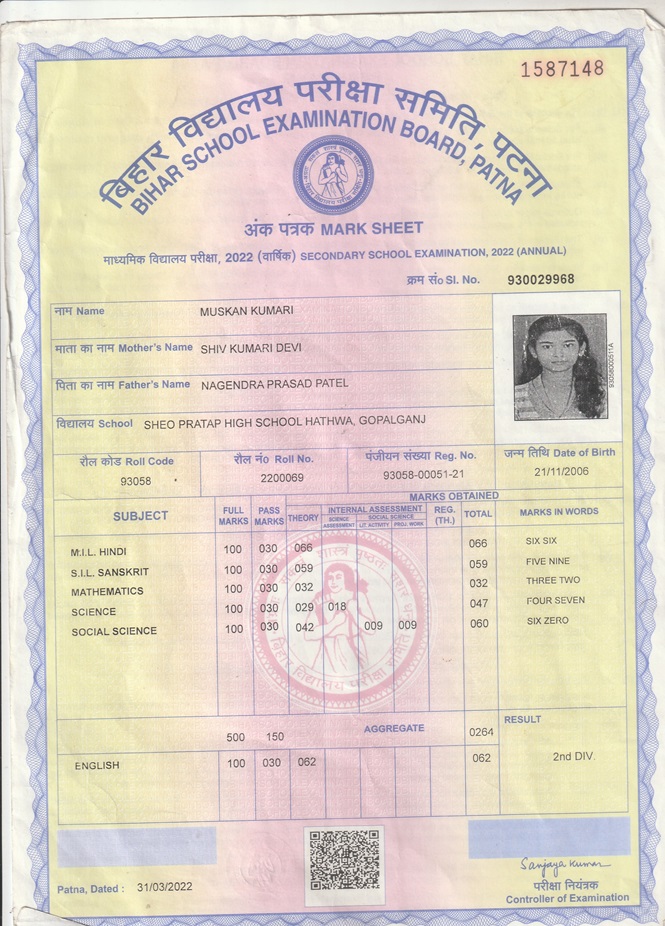 1587148
बिहार विद्यालय परीक्षा समिति, पटना
BIHAR SCHOOL EXAMINATION BOARD, PATNA
अंक पत्रक MARK SHEET
माध्यमिक विद्यालय परीक्षा, 2022 (वार्षिक) SECONDARY SCHOOL EXAMINATION, 2022 (ANNUAL)
क्रम सं० Sl. No. 930029968
नाम Name MUSKAN KUMARI
माता का नाम Mother's Name SHIV KUMARI DEVI
पिता का नाम Father's Name NAGENDRA PRASAD PATEL
विद्यालय School SHEO PRATAP HIGH SCHOOL HATHWA, GOPALGANJ
93058000511A
रौल कोड Roll Code रौल नं० Roll No. पंजीयन संख्या Reg. No. जन्म तिथि Date of Birth
93058 2200069 93058-00051-21 21/11/2006
MARKS OBTAINED
SUBJECT FULL MARKS PASS MARKS THEORY INTERNAL ASSESSMENT REG. (TH.) TOTAL MARKS IN WORDS
SCIENCE ASSESSMENT SOCIAL SCIENCE LIT. ACTIVITY PROJ. WORK
M.I.L. HINDI 100 030 066 066 SIX SIX
S.I.L. SANSKRIT 100 030 059 059 FIVE NINE
MATHEMATICS 100 030 032 032 THREE TWO
SCIENCE 100 030 029 018 047 FOUR SEVEN
SOCIAL SCIENCE 100 030 042 009 009 060 SIX ZERO
बिहार विद्यालय परीक्षा समिति
500 150 AGGREGATE 0264 RESULT
ENGLISH 100 030 062 062 2nd DIV.
Patna, Dated : 31/03/2022
Sanjaya Kumar
परीक्षा नियंत्रक
Controller of Examination